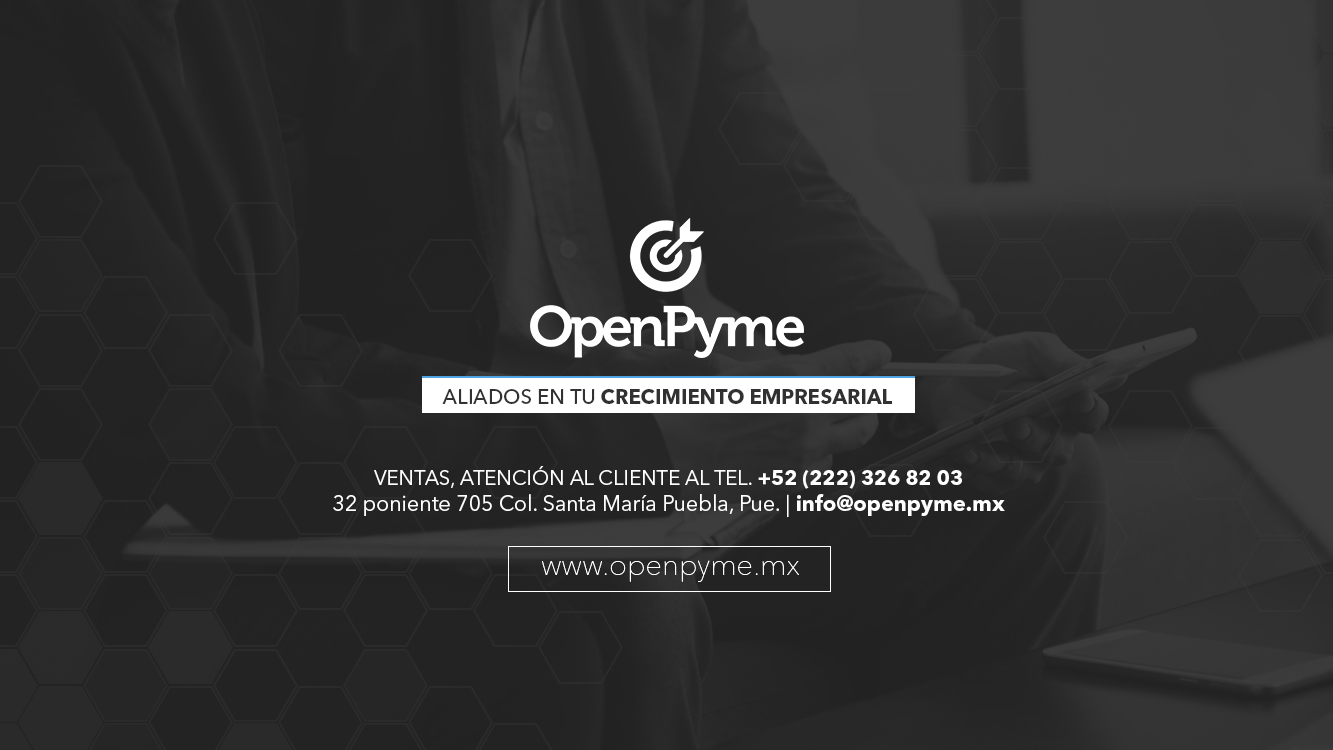 OpenPyme
ALIADOS EN TU CRECIMIENTO EMPRESARIAL
VENTAS, ATENCIÓN AL CLIENTE AL TEL. +52 (222) 326 82 03
32 poniente 705 Col. Santa María Puebla, Pue. | info@openpyme.mx
www.openpyme.mx